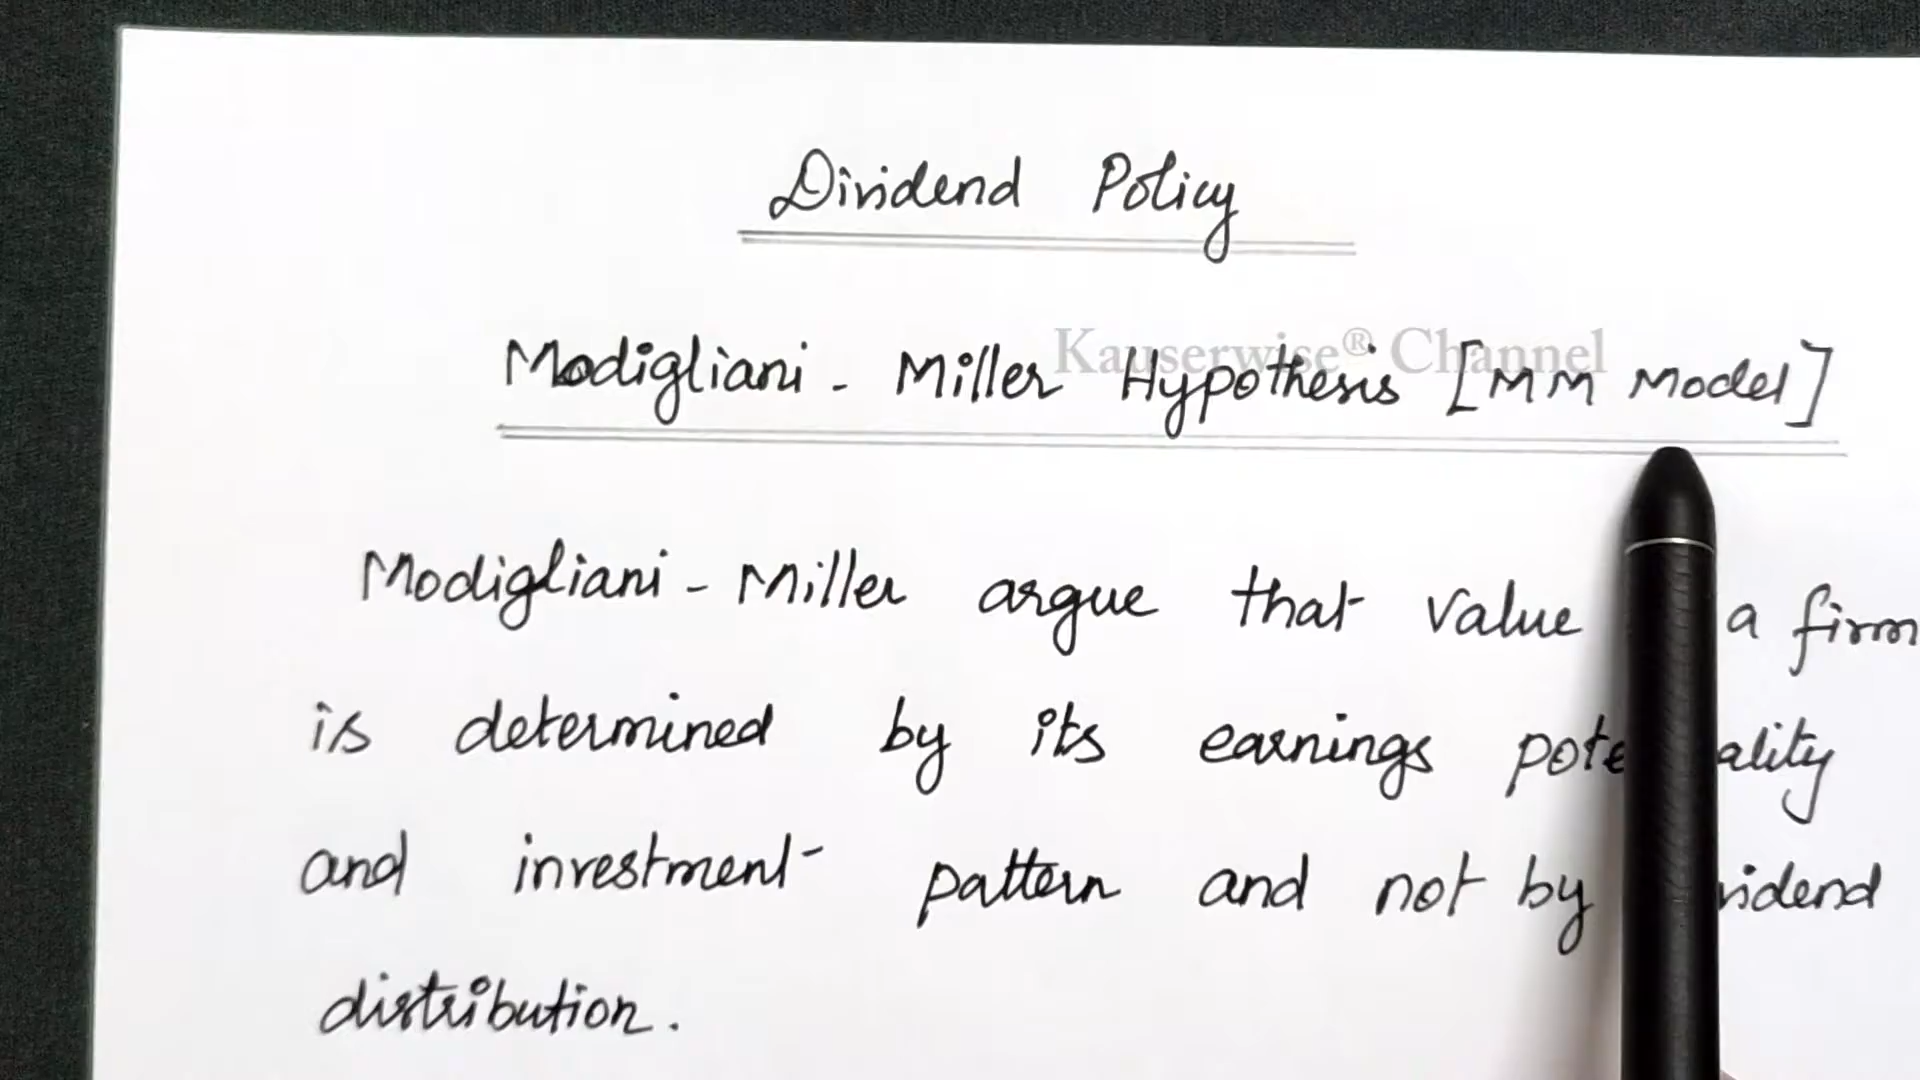 Dividend Policy
Kauserwise® Channel
Modigliani - Miller Hypothesis [MM Model]
Modigliani - Miller argue that value a firm
is determined by its earnings
and investment pattern and not by
distribution.